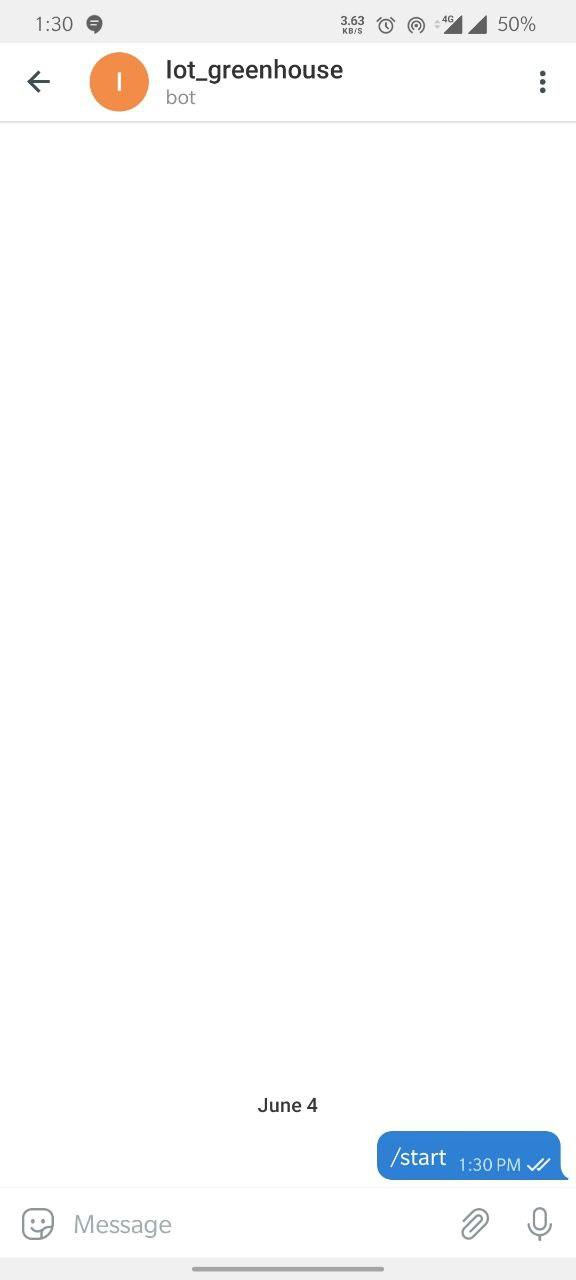 1:30 3.63 KB/S 4G 50%
I Iot_greenhouse
bot
June 4
/start 1:30 PM
Message